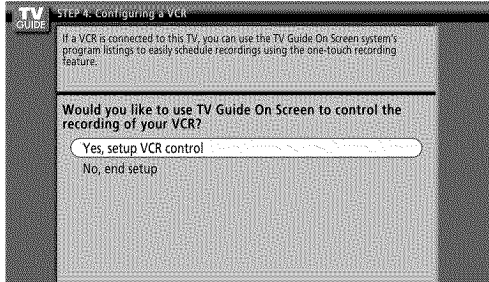 TV
GUIDE
STEP 4: Configuring a VCR
If a VCR is connected to this TV, you can use the TV Guide On Screen system's
program listings to easily schedule recordings using the one-touch recording
feature.
Would you like to use TV Guide On Screen to control the
recording of your VCR?
Yes, setup VCR control
No, end setup